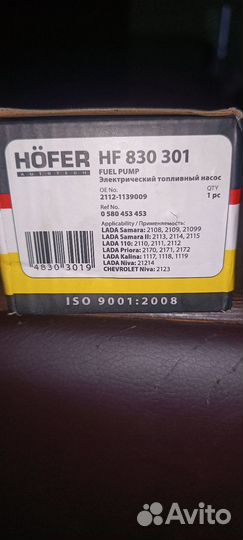 HÖFER
AUTOTECH
HF 830 301
FUEL PUMP
Электрический топливный насос
OE No.
2112-1139009
QTY
1 pc
Ref No.
0 580 453 453
Applicability / Применяемость:
LADA Samara: 2108, 2109, 21099
LADA Samara II: 2113, 2114, 2115
LADA 110: 2110, 2111, 2112
LADA Priora: 2170, 2171, 2172
LADA Kalina: 1117, 1118, 1119
LADA Niva: 21214
CHEVROLET Niva: 2123
4830 3019
ISO 9001:2008
Avito